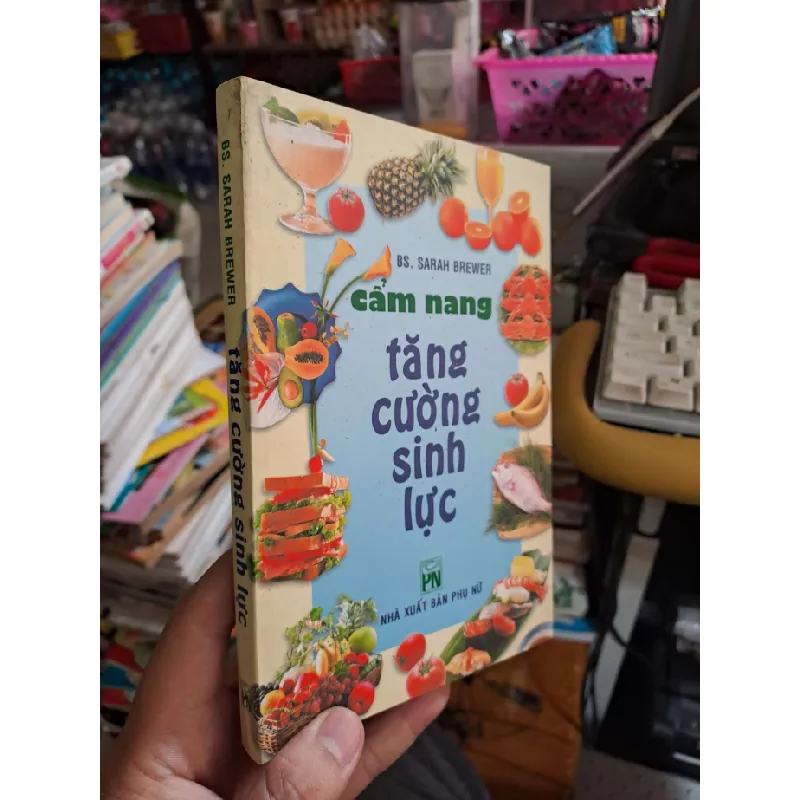 BS. SARAH BREWER
cẩm nang
tăng
cường
sinh
lực
PN
NHÀ XUẤT BẢN PHỤ NỮ
BS. SARAH BREWER
tăng cường sinh lực